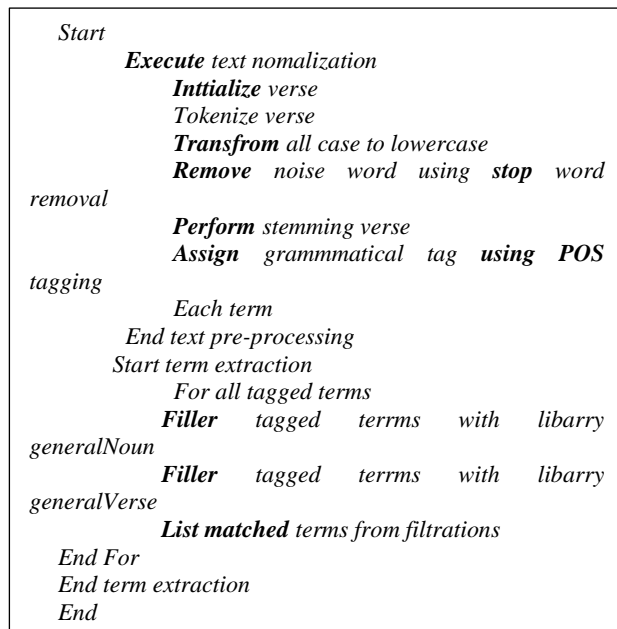 Start
Execute text nomalization
Inttialize verse
Tokenize verse
Transfrom all case to lowercase
Remove noise word using stop word
removal
Perform stemming verse
Assign grammmatical tag using POS
tagging
Each term
End text pre-processing
Start term extraction
For all tagged terms
Filler tagged terrms with libarry
generalNoun
Filler tagged terrms with libarry
generalVerse
List matched terms from filtrations
End For
End term extraction
End